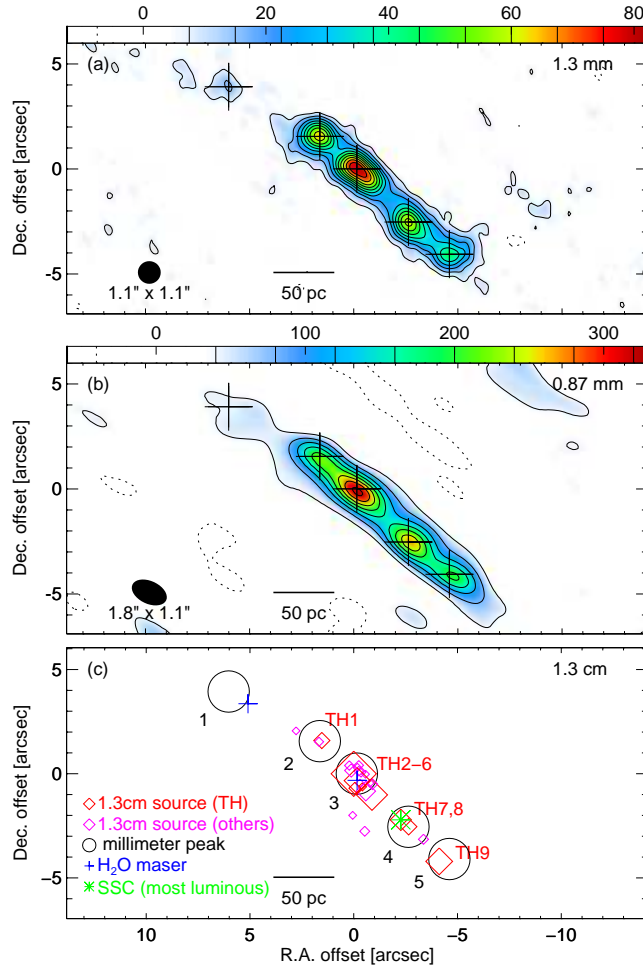 0 20 40 60 80
(a) 1.3 mm
5
0
-5
Dec. offset [arcsec]
1.1" x 1.1"
50 pc
0 100 200 300
(b) 0.87 mm
5
0
-5
Dec. offset [arcsec]
1.8" x 1.1"
50 pc
(c) 1.3 cm
5
0
-5
Dec. offset [arcsec]
1
TH1
2
TH2-6
3
1.3cm source (TH)
1.3cm source (others)
millimeter peak
H₂O maser
SSC (most luminous)
TH7,8
4
TH9
5
50 pc
10 5 0 -5 -10
R.A. offset [arcsec]